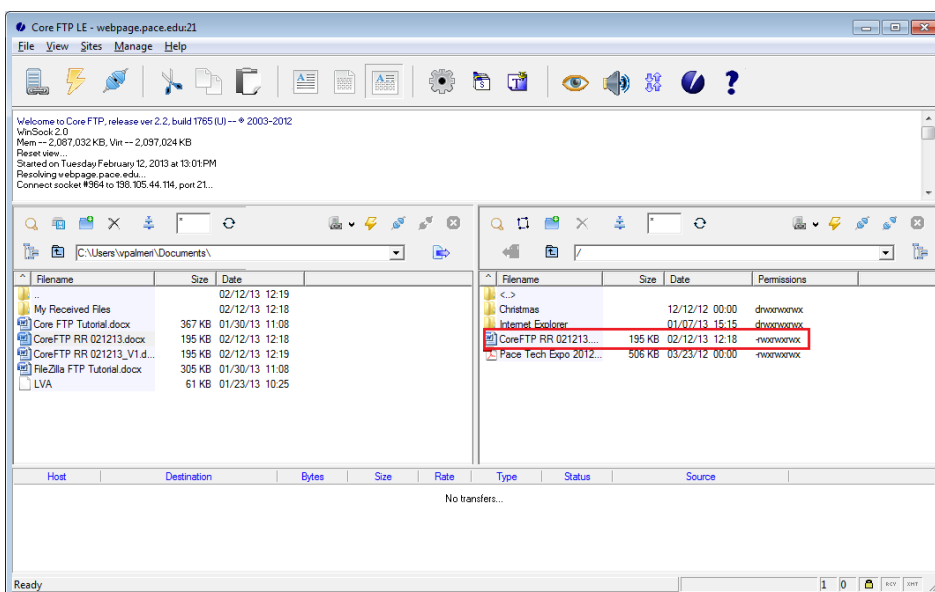 Core FTP LE - webpage.pace.edu:21
File View Sites Manage Help
Welcome to Core FTP, release ver 2.2, build 1765 (U) -- © 2003-2012
WinSock 2.0
Mem -- 2,087,032 KB, Virt -- 2,097,024 KB
Reset view...
Started on Tuesday February 12, 2013 at 13:01:PM
Resolving webpage.pace.edu...
Connect socket #964 to 198.105.44.114, port 21...
C:\Users\vpalmeri\Documents\ /
^ Filename Size Date ^ Filename Size Date Permissions
.. 02/12/13 12:19 <..>
My Received Files 02/12/13 12:18 Christmas 12/12/12 00:00 drwxrwxrwx
Core FTP Tutorial.docx 367 KB 01/30/13 11:08 Internet Explorer 01/07/13 15:15 drwxrwxrwx
CoreFTP RR 021213.docx 195 KB 02/12/13 12:18 CoreFTP RR 021213.... 195 KB 02/12/13 12:18 -rwxrwxrwx
CoreFTP RR 021213_V1.d... 195 KB 02/12/13 12:19 Pace Tech Expo 2012... 506 KB 03/23/12 00:00 -rwxrwxrwx
FileZilla FTP Tutorial.docx 305 KB 01/30/13 11:08
LVA 61 KB 01/23/13 10:25
Host Destination Bytes Size Rate Type Status Source
No transfers...
Ready 1 0 RCV XMT